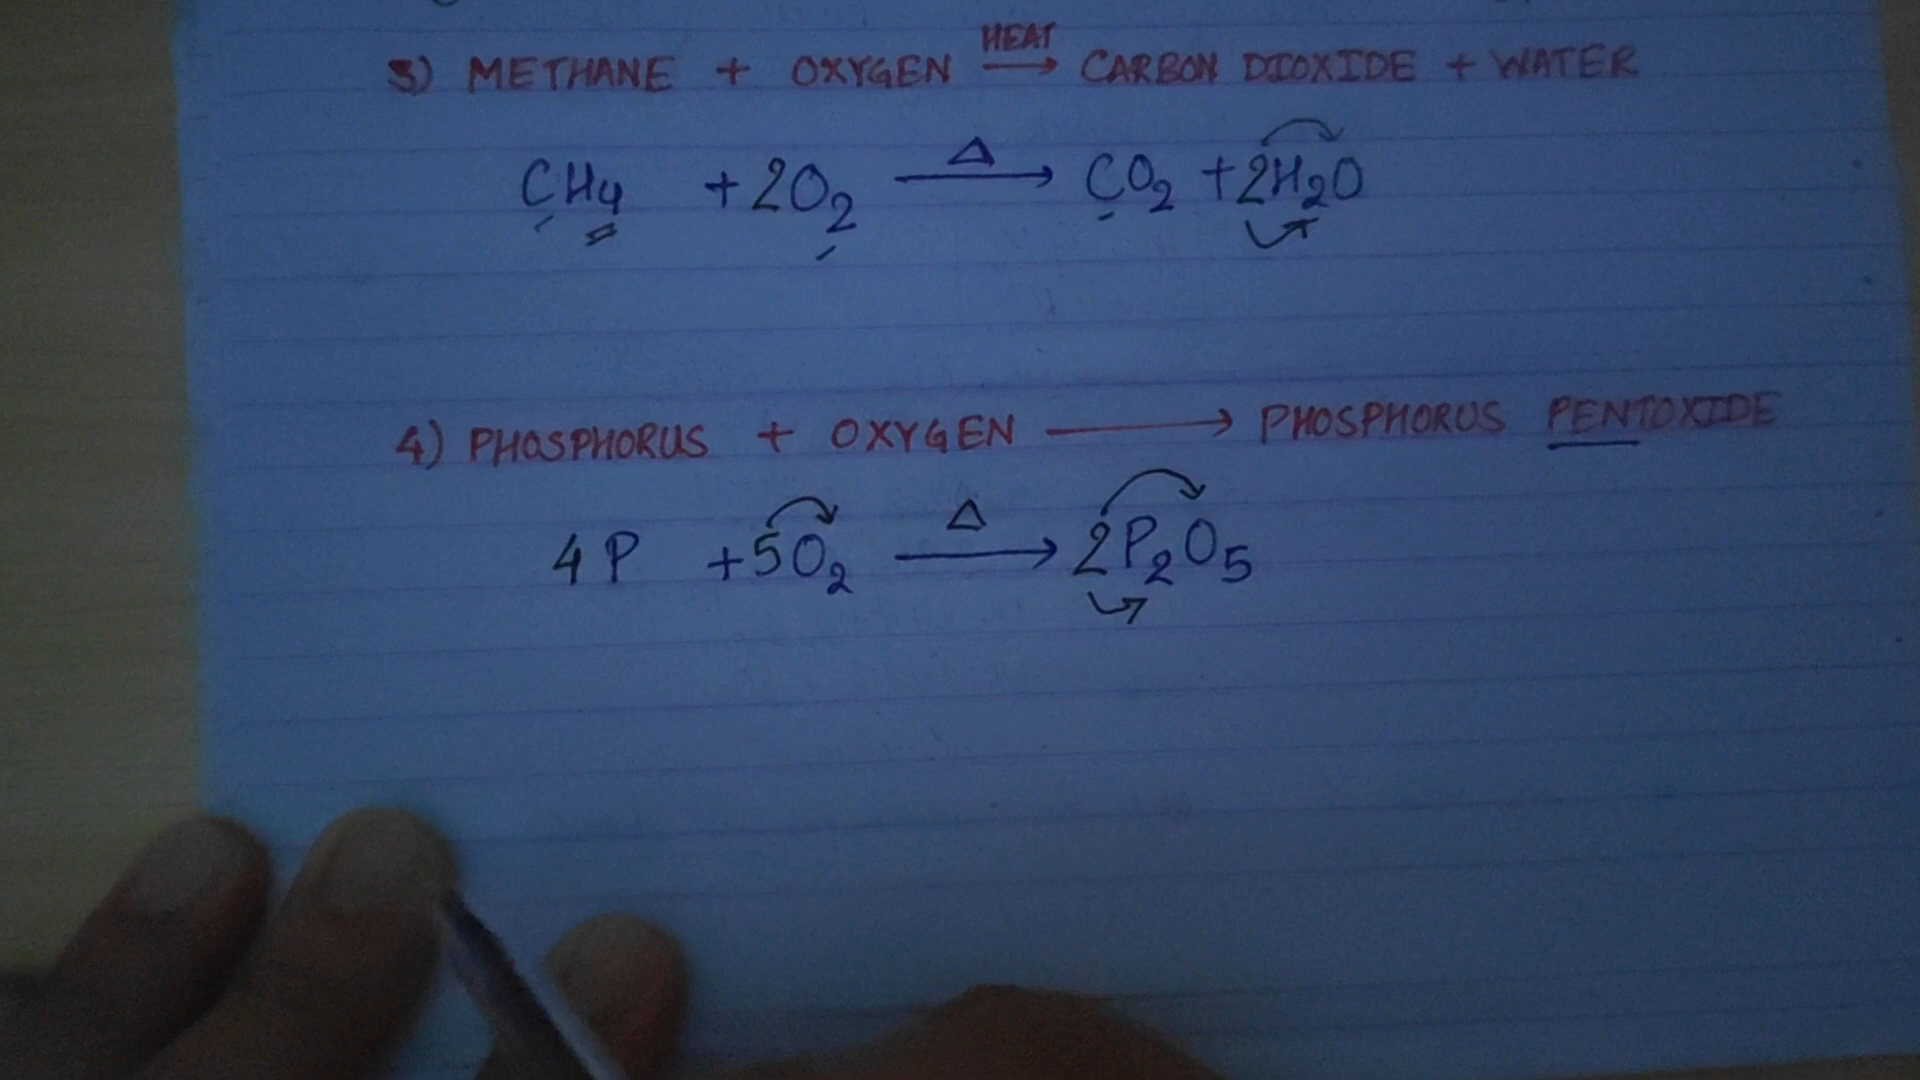 3) METHANE + OXYGEN HEAT⟶ CARBON DIOXIDE + WATER
CH₄ + 2O₂ Δ⟶ CO₂ + 2H₂O
4) PHOSPHORUS + OXYGEN ⟶ PHOSPHORUS PENTOXIDE
4P + 5O₂ Δ⟶ 2P₂O₅